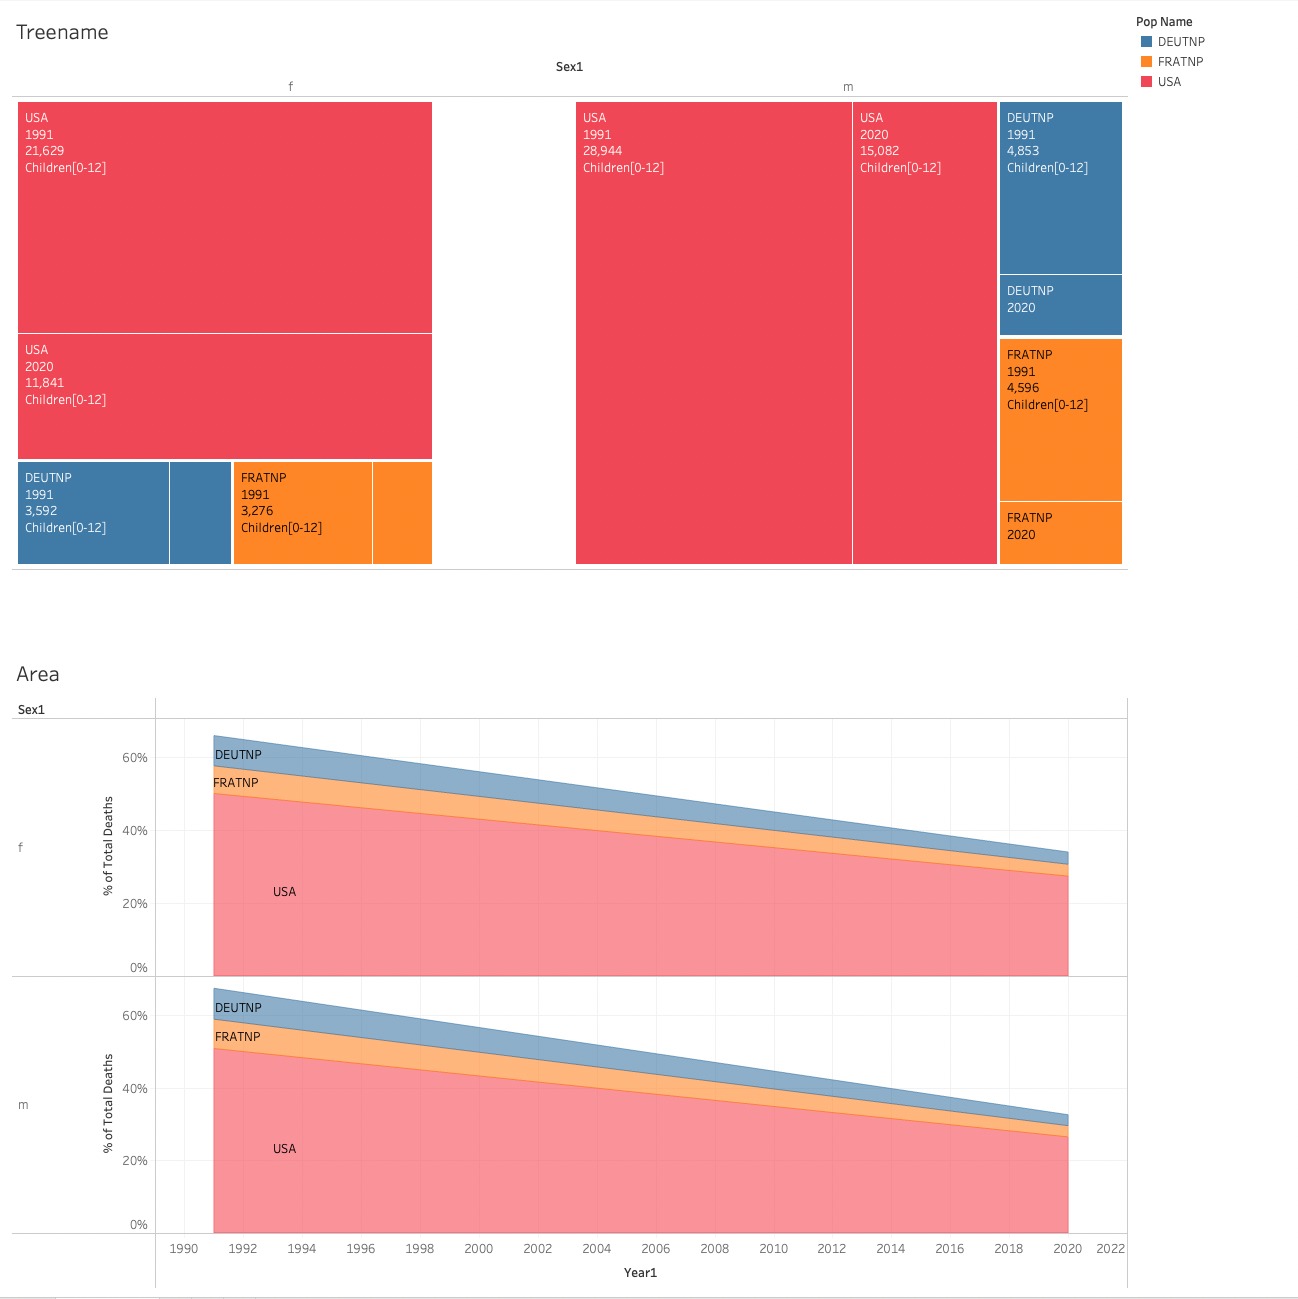 Treename
Pop Name
DEUTNP
FRATNP
USA
Sex1
f
m
USA
1991
21,629
Children[0-12]
USA
2020
11,841
Children[0-12]
DEUTNP
1991
3,592
Children[0-12]
FRATNP
1991
3,276
Children[0-12]
USA
1991
28,944
Children[0-12]
USA
2020
15,082
Children[0-12]
DEUTNP
1991
4,853
Children[0-12]
DEUTNP
2020
FRATNP
1991
4,596
Children[0-12]
FRATNP
2020
Area
Sex1
f
% of Total Deaths
60%
40%
20%
0%
DEUTNP
FRATNP
USA
m
% of Total Deaths
60%
40%
20%
0%
DEUTNP
FRATNP
USA
1990 1992 1994 1996 1998 2000 2002 2004 2006 2008 2010 2012 2014 2016 2018 2020 2022
Year1